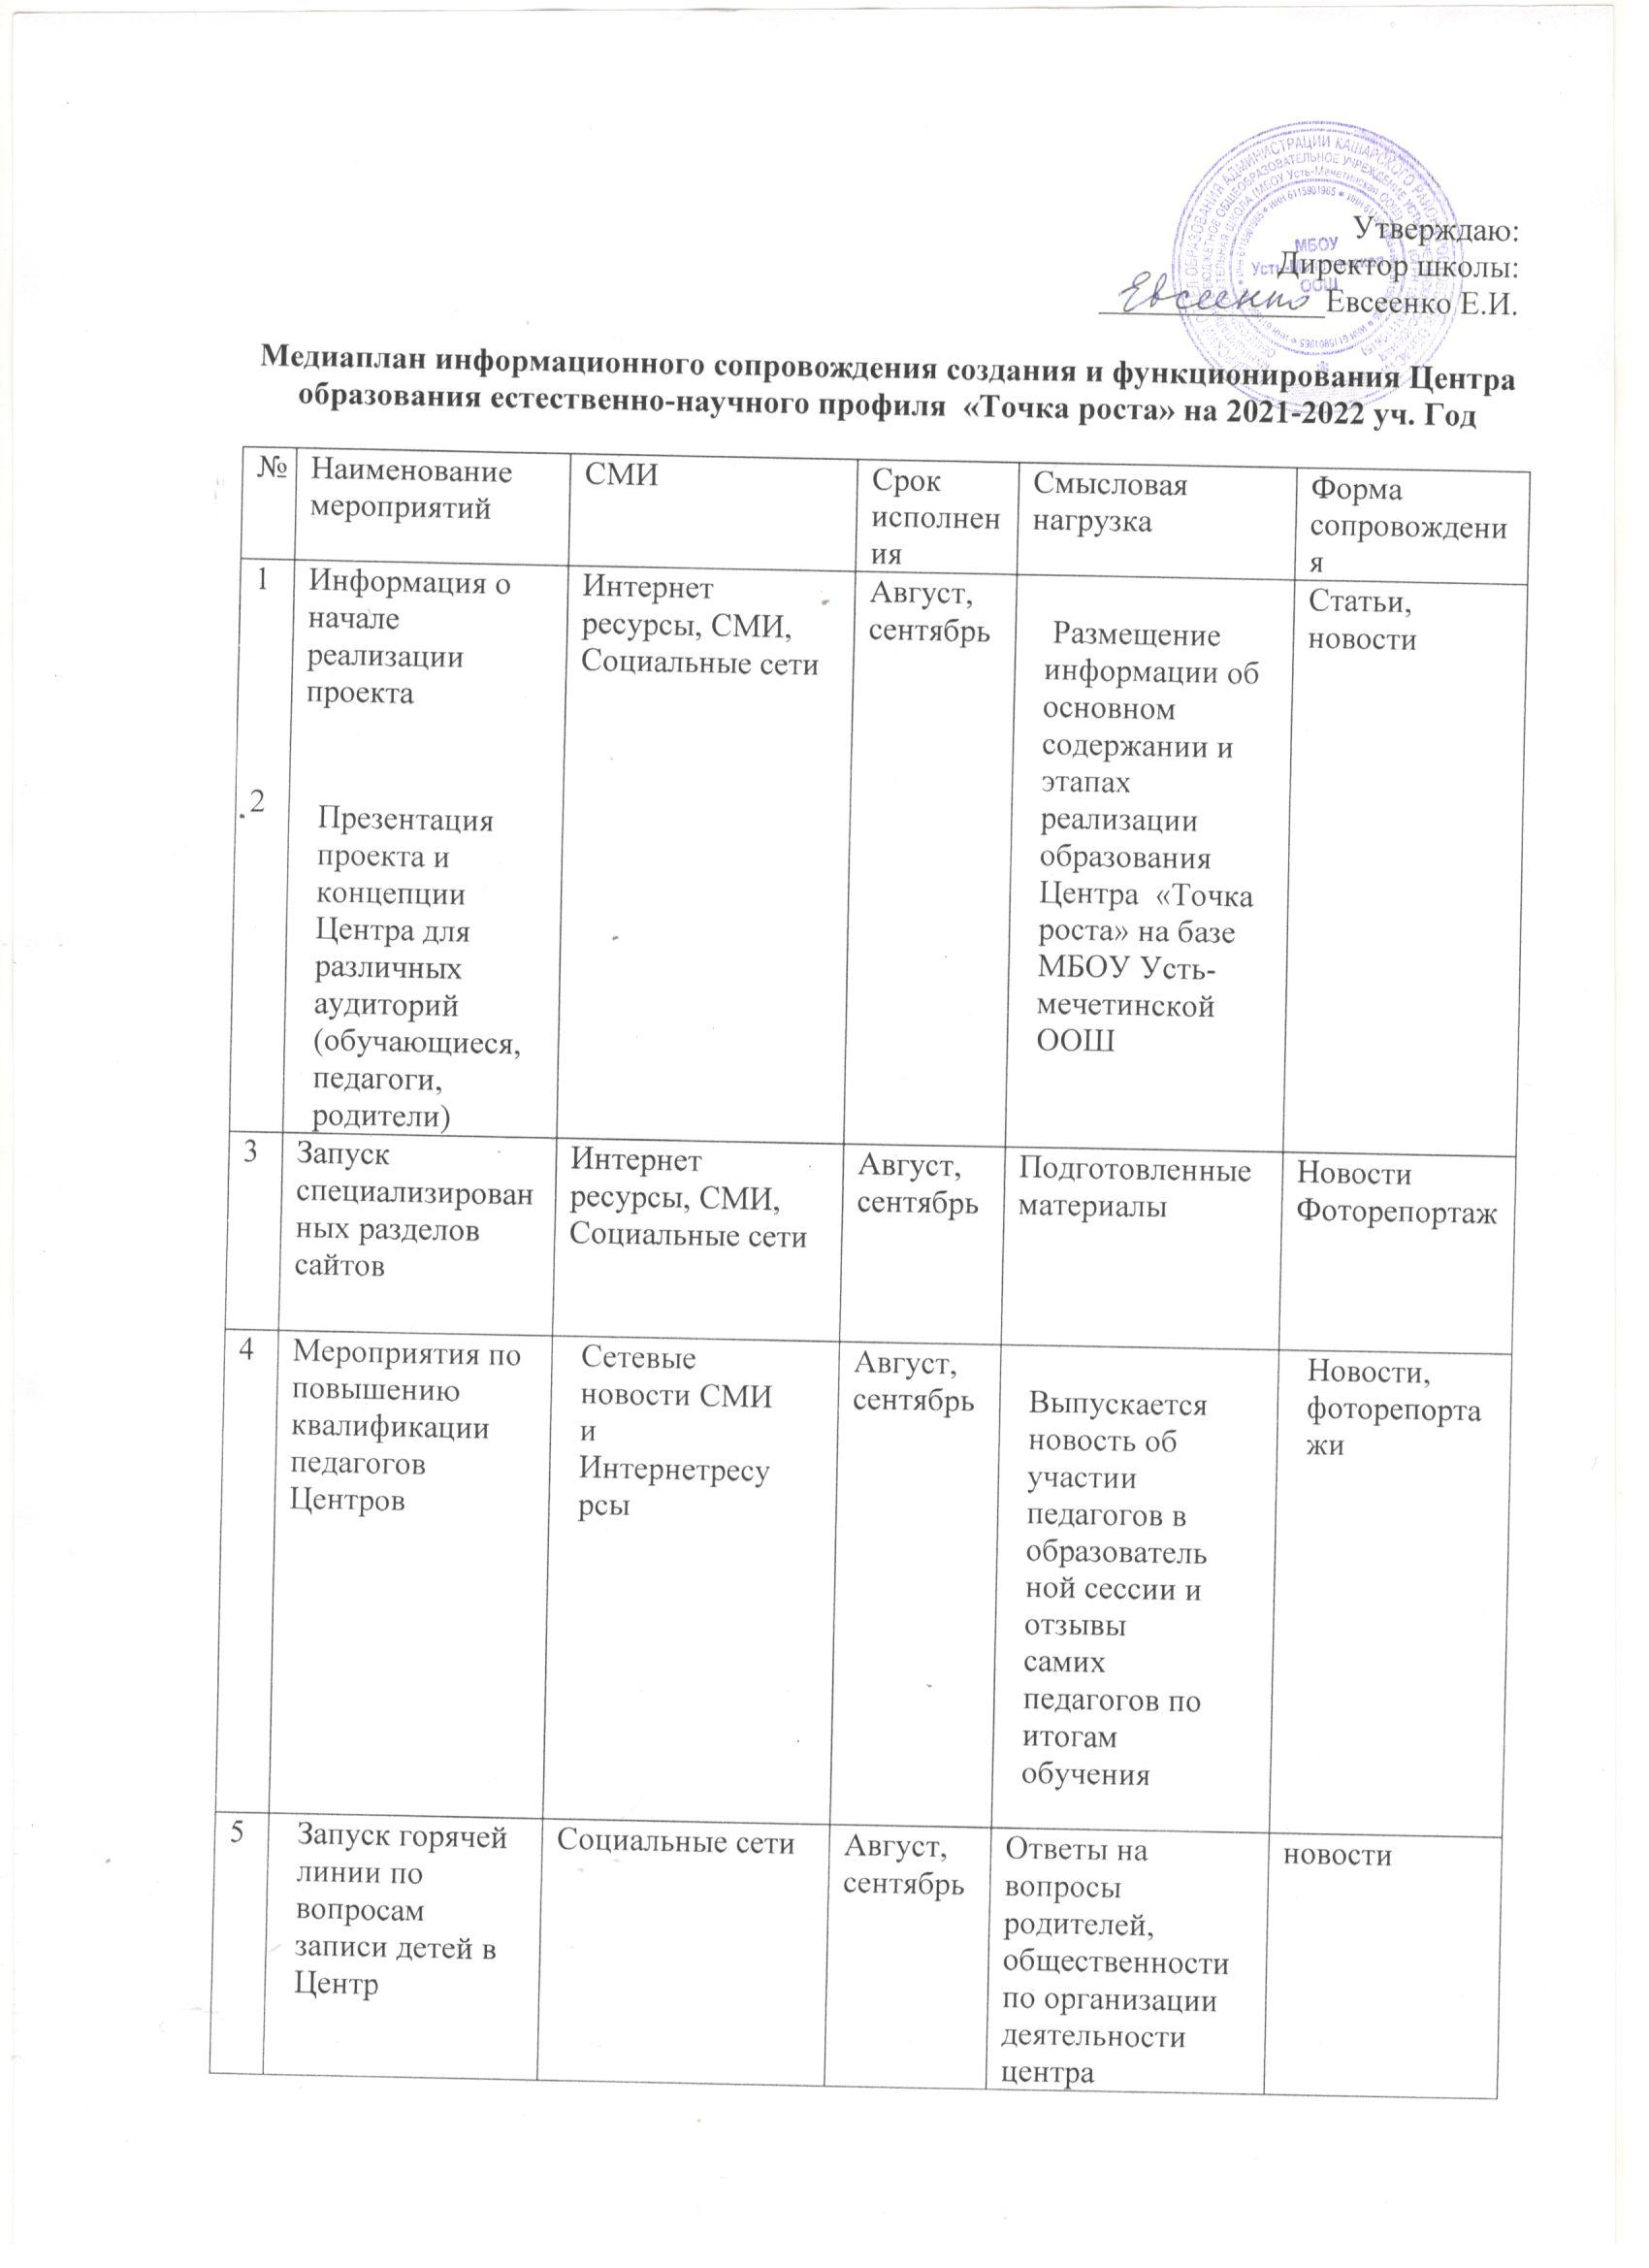 Утверждаю:
Директор школы:
Евсеенко Евсеенко Е.И.
МБОУ
ООШ
Медиаплан информационного сопровождения создания и функционирования Центра
образования естественно-научного профиля «Точка роста» на 2021-2022 уч. Год
№
Наименование
мероприятий
СМИ
Срок
исполнен
ия
Смысловая
нагрузка
Форма
сопровождени
я
1
Информация о
начале
реализации
проекта
2
Презентация
проекта и
концепции
Центра для
различных
аудиторий
(обучающиеся,
педагоги,
родители)
Интернет
ресурсы, СМИ,
Социальные сети
Август,
сентябрь
Размещение
информации об
основном
содержании и
этапах
реализации
образования
Центра «Точка
роста» на базе
МБОУ Усть-
мечетинской
ООШ
Статьи,
новости
3
Запуск
специализирован
ных разделов
сайтов
Интернет
ресурсы, СМИ,
Социальные сети
Август,
сентябрь
Подготовленные
материалы
Новости
Фоторепортаж
4
Мероприятия по
повышению
квалификации
педагогов
Центров
Сетевые
новости СМИ
и
Интернетресу
рсы
Август,
сентябрь
Выпускается
новость об
участии
педагогов в
образователь
ной сессии и
отзывы
самих
педагогов по
итогам
обучения
Новости,
фоторепорта
жи
5
Запуск горячей
линии по
вопросам
записи детей в
Центр
Социальные сети
Август,
сентябрь
Ответы на
вопросы
родителей,
общественности
по организации
деятельности
центра
новости